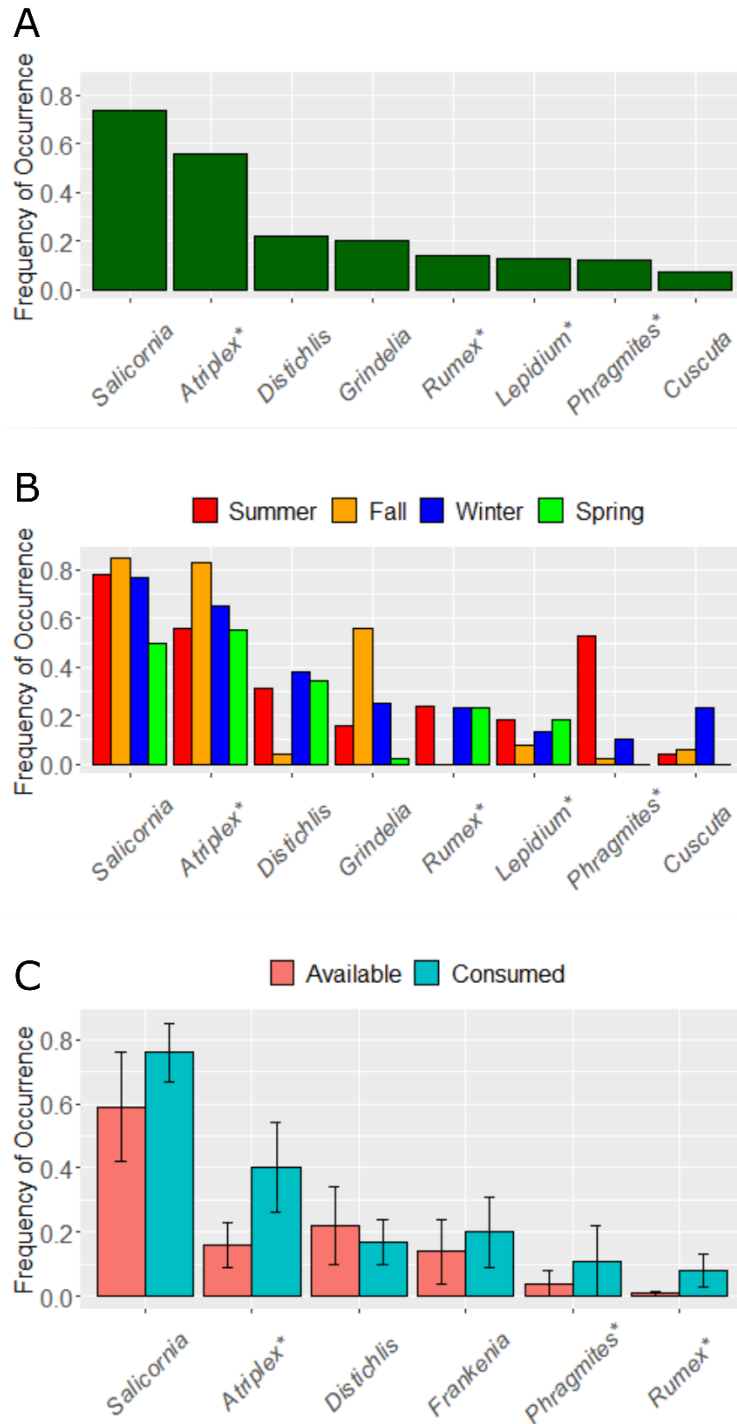 A
Frequency of Occurrence
0.8
0.6
0.4
0.2
0.0
Salicornia
Atriplex*
Distichlis
Grindelia
Rumex*
Lepidium*
Phragmites*
Cuscuta
B
Summer Fall Winter Spring
Frequency of Occurrence
0.8
0.6
0.4
0.2
0.0
Salicornia
Atriplex*
Distichlis
Grindelia
Rumex*
Lepidium*
Phragmites*
Cuscuta
C
Available Consumed
Frequency of Occurrence
0.8
0.6
0.4
0.2
0.0
Salicornia
Atriplex*
Distichlis
Frankenia
Phragmites*
Rumex*